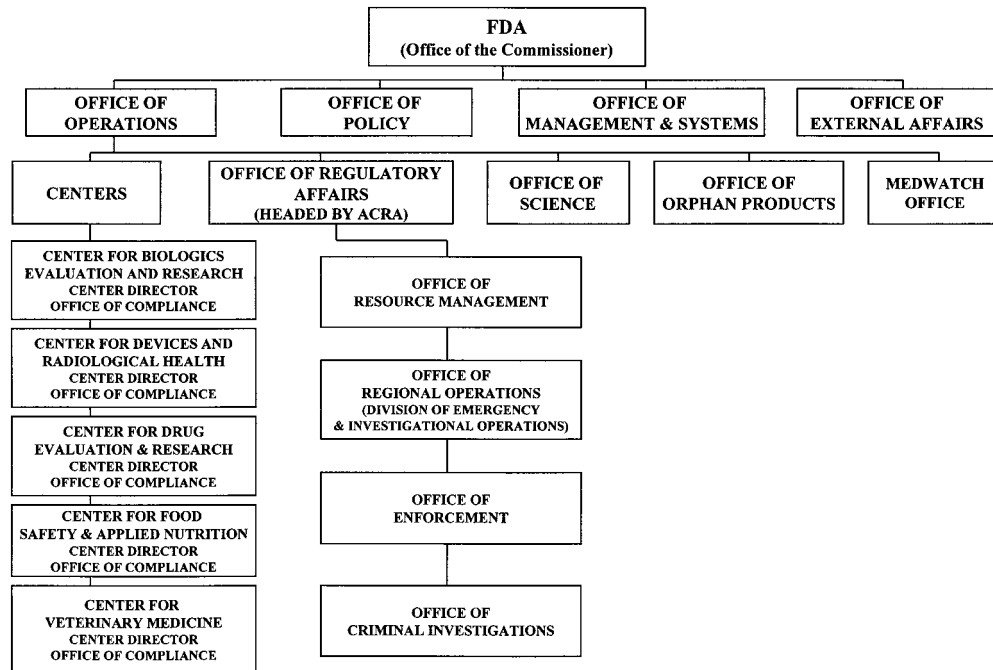 FDA
(Office of the Commissioner)
OFFICE OF
OPERATIONS
OFFICE OF
POLICY
OFFICE OF
MANAGEMENT & SYSTEMS
OFFICE OF
EXTERNAL AFFAIRS
CENTERS
OFFICE OF REGULATORY
AFFAIRS
(HEADED BY ACRA)
OFFICE OF
SCIENCE
OFFICE OF
ORPHAN PRODUCTS
MEDWATCH
OFFICE
CENTER FOR BIOLOGICS
EVALUATION AND RESEARCH
CENTER DIRECTOR
OFFICE OF COMPLIANCE
CENTER FOR DEVICES AND
RADIOLOGICAL HEALTH
CENTER DIRECTOR
OFFICE OF COMPLIANCE
CENTER FOR DRUG
EVALUATION & RESEARCH
CENTER DIRECTOR
OFFICE OF COMPLIANCE
CENTER FOR FOOD
SAFETY & APPLIED NUTRITION
CENTER DIRECTOR
OFFICE OF COMPLIANCE
CENTER FOR
VETERINARY MEDICINE
CENTER DIRECTOR
OFFICE OF COMPLIANCE
OFFICE OF
RESOURCE MANAGEMENT
OFFICE OF
REGIONAL OPERATIONS
(DIVISION OF EMERGENCY
& INVESTIGATIONAL OPERATIONS)
OFFICE OF
ENFORCEMENT
OFFICE OF
CRIMINAL INVESTIGATIONS